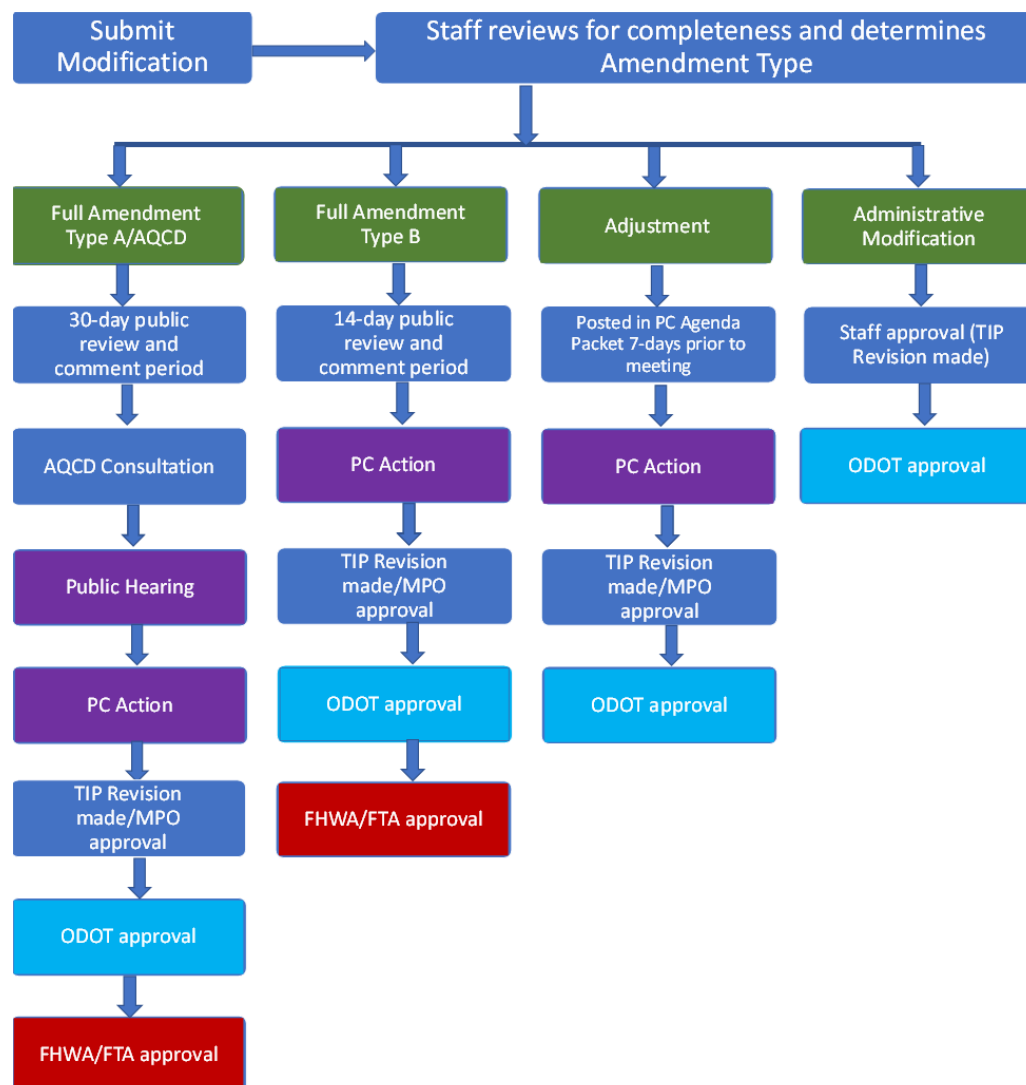 Submit
Modification
Staff reviews for completeness and determines
Amendment Type
Full Amendment
Type A/AQCD
Full Amendment
Type B
Adjustment
Administrative
Modification
30-day public
review and
comment period
14-day public
review and
comment period
Posted in PC Agenda
Packet 7-days prior to
meeting
Staff approval (TIP
Revision made)
AQCD Consultation
PC Action
PC Action
ODOT approval
Public Hearing
TIP Revision
made/MPO
approval
TIP Revision
made/MPO
approval
PC Action
ODOT approval
ODOT approval
TIP Revision
made/MPO
approval
FHWA/FTA approval
ODOT approval
FHWA/FTA approval